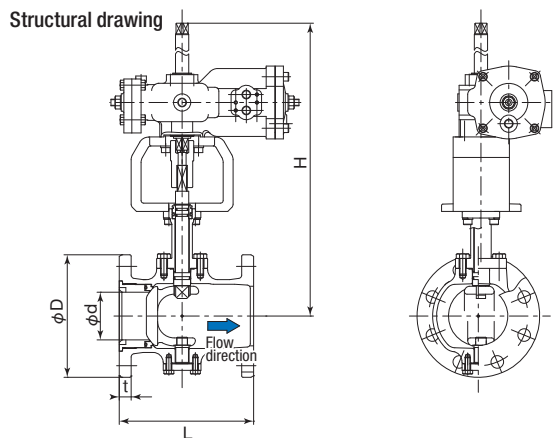 Structural drawing
H
φD
φd
Flow
direction
t
L